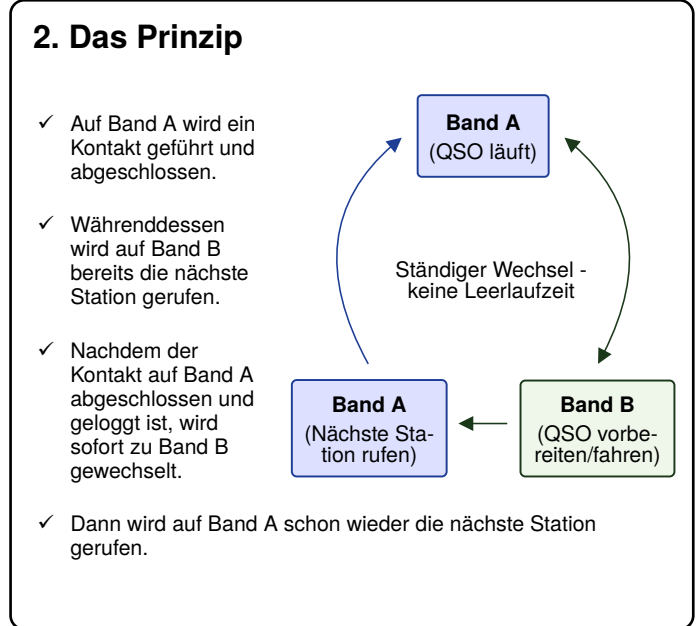 2. Das Prinzip
✓ Auf Band A wird ein
Kontakt geführt und
abgeschlossen.
✓ Währenddessen
wird auf Band B
bereits die nächste
Station gerufen.
✓ Nachdem der
Kontakt auf Band A
abgeschlossen und
geloggt ist, wird
sofort zu Band B
gewechselt.
✓ Dann wird auf Band A schon wieder die nächste Station
gerufen.
Band A
(QSO läuft)
Ständiger Wechsel -
keine Leerlaufzeit
Band A
(Nächste Sta-
tion rufen)
Band B
(QSO vorbe-
reiten/fahren)